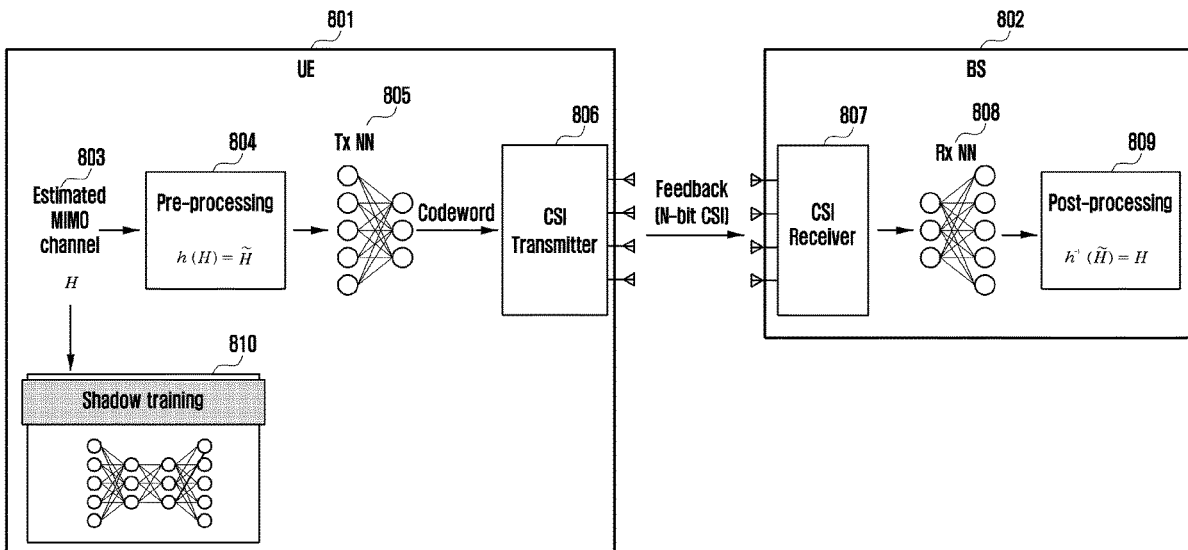 801
UE
803
Estimated
MIMO
channel
H
804
Pre-processing
h (H) = H̃
805
Tx NN
Codeword
806
CSI
Transmitter
Feedback
(N-bit CSI)
802
BS
807
CSI
Receiver
808
Rx NN
809
Post-processing
h⁻¹ (H̃) = H
810
Shadow training